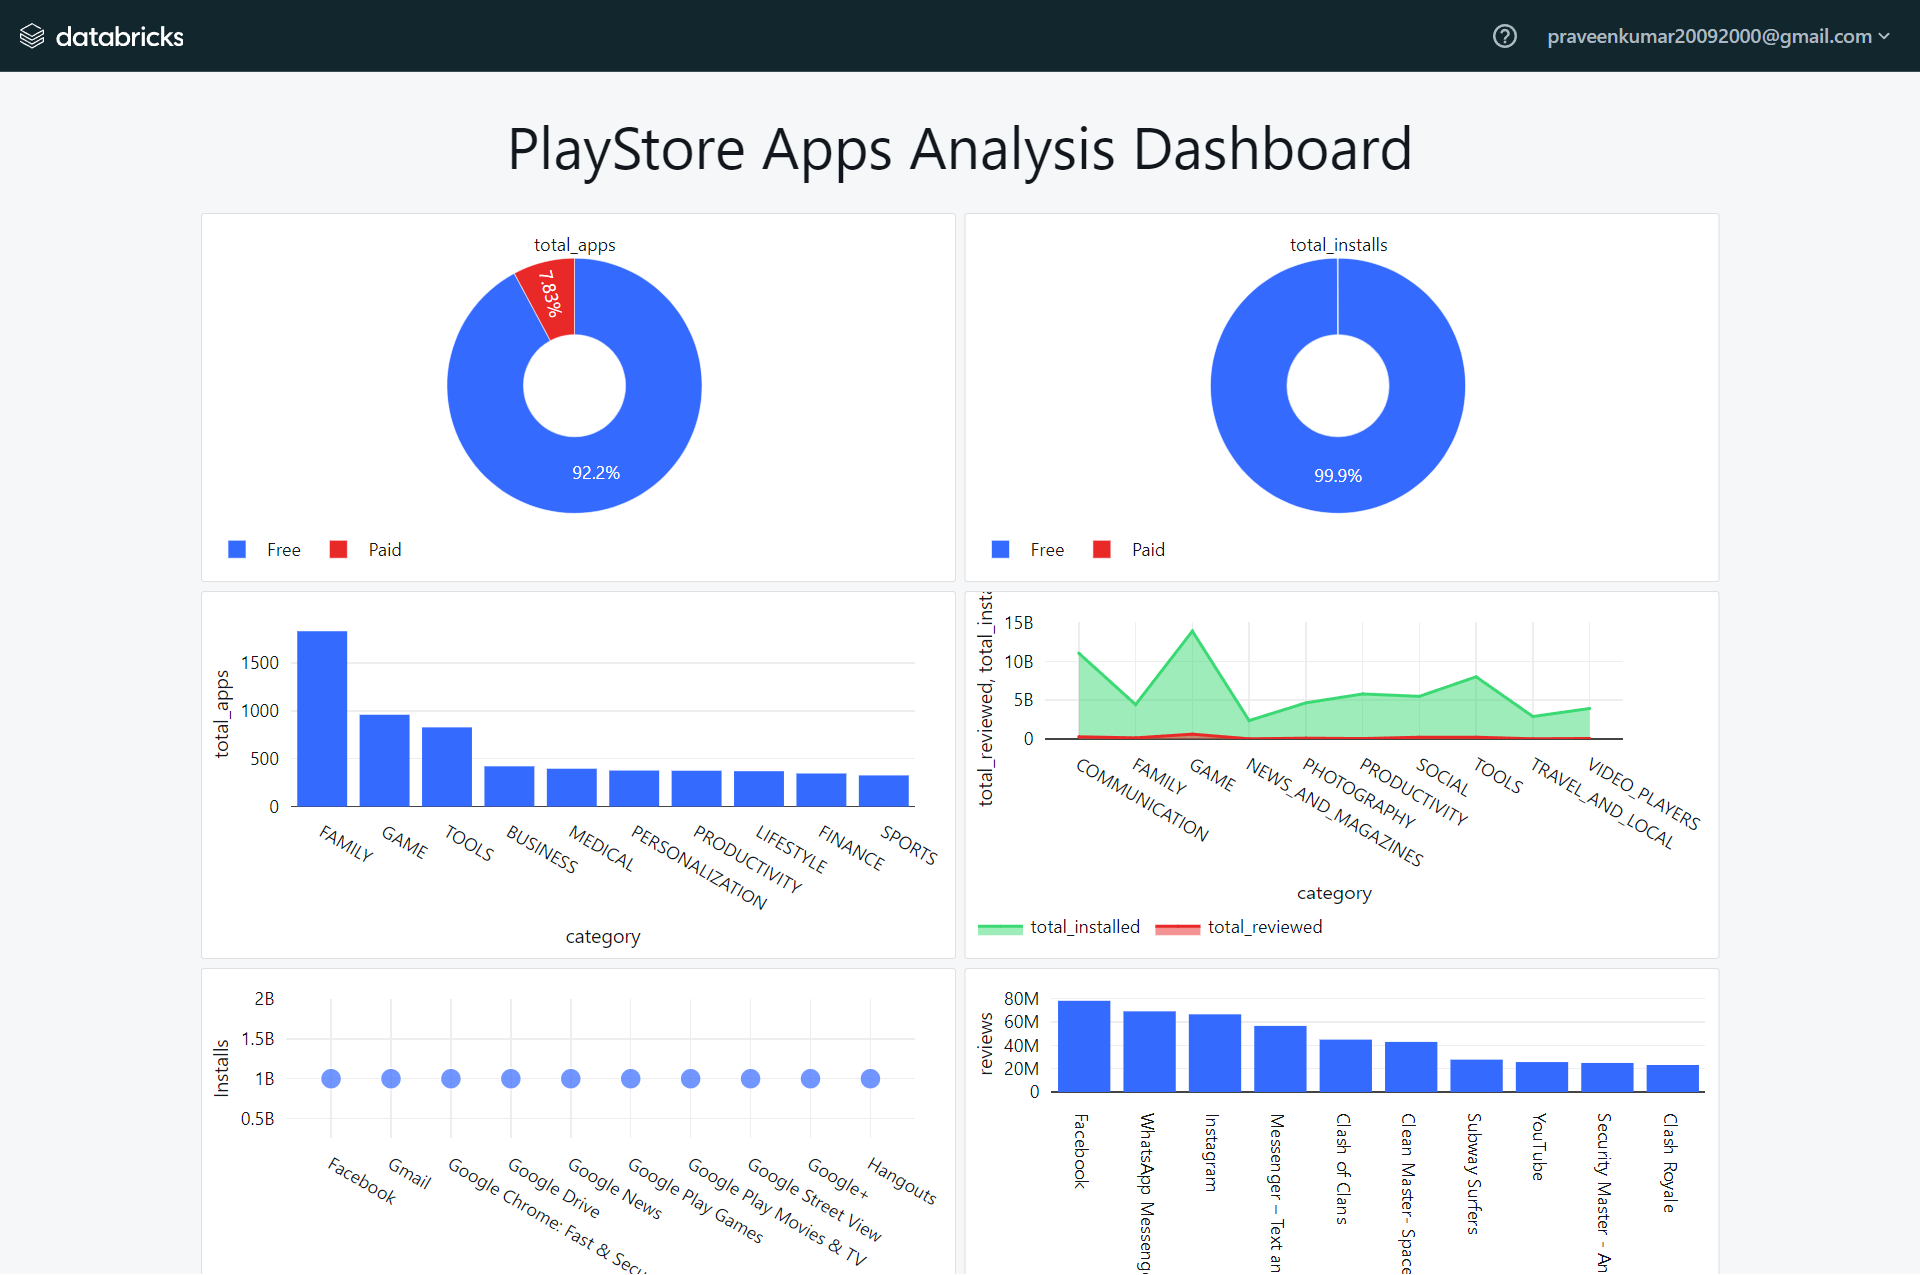 databricks
praveenkumar20092000@gmail.com
PlayStore Apps Analysis Dashboard
total_apps
7.83%
92.2%
Free
Paid
total_installs
99.9%
Free
Paid
total_apps
1500
1000
500
0
FAMILY
GAME
TOOLS
BUSINESS
MEDICAL
PERSONALIZATION
PRODUCTIVITY
LIFESTYLE
FINANCE
SPORTS
category
total_reviewed, total_insta
15B
10B
5B
0
COMMUNICATION
FAMILY
GAME
NEWS_AND_MAGAZINES
PHOTOGRAPHY
PRODUCTIVITY
SOCIAL
TOOLS
TRAVEL_AND_LOCAL
VIDEO_PLAYERS
category
total_installed
total_reviewed
Installs
2B
1.5B
1B
0.5B
Facebook
Gmail
Google Chrome: Fast & Secu
Google Drive
Google News
Google Play Games
Google Play Movies & TV
Google Street View
Google+
Hangouts
reviews
80M
60M
40M
20M
0
Facebook
WhatsApp Messeng
Instagram
Messenger – Text an
Clash of Clans
Clean Master- Space
Subway Surfers
YouTube
Security Master - An
Clash Royale